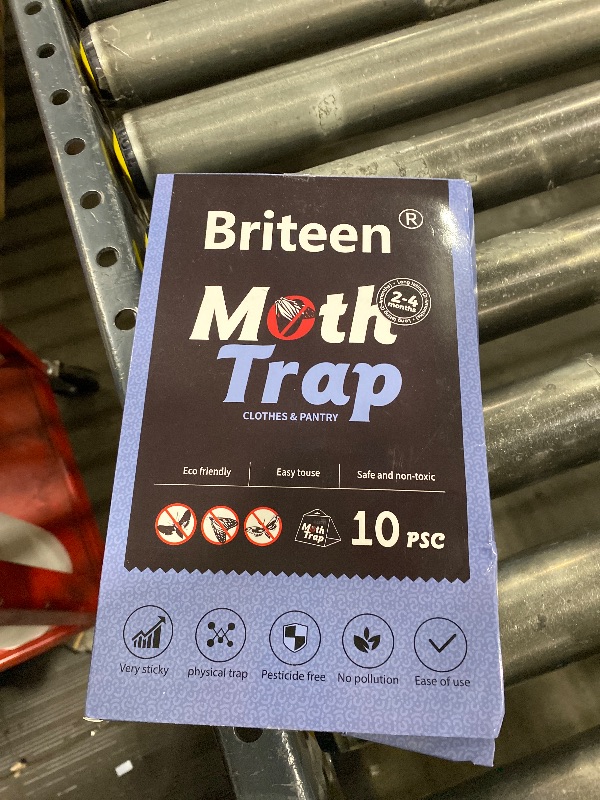 Briteen ®
Moth
2-4
months
Trap
CLOTHES & PANTRY
Eco friendly
Easy touse
Safe and non-toxic
Moth
Trap
10 PSC
Very sticky
physical trap
Pesticide free
No pollution
Ease of use